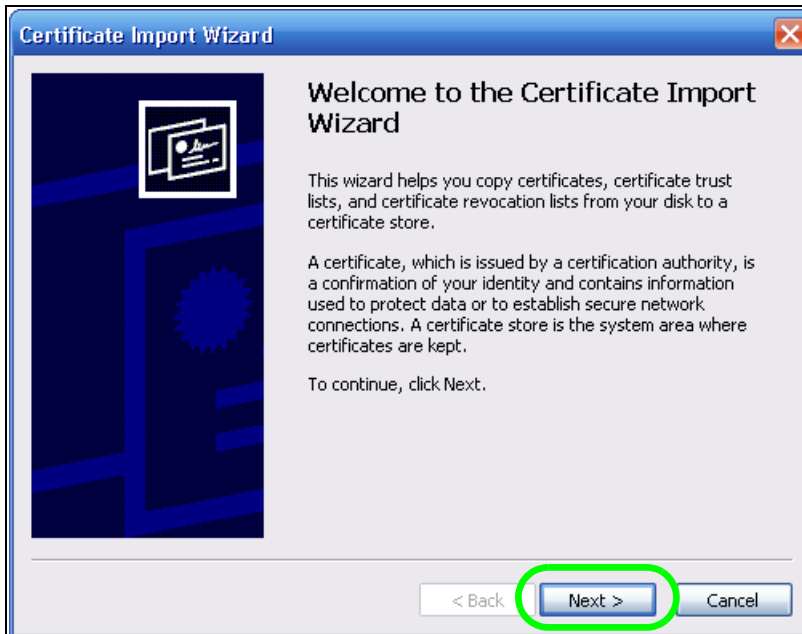 Certificate Import Wizard
Welcome to the Certificate Import
Wizard
This wizard helps you copy certificates, certificate trust
lists, and certificate revocation lists from your disk to a
certificate store.
A certificate, which is issued by a certification authority, is
a confirmation of your identity and contains information
used to protect data or to establish secure network
connections. A certificate store is the system area where
certificates are kept.
To continue, click Next.
< Back
Next >
Cancel